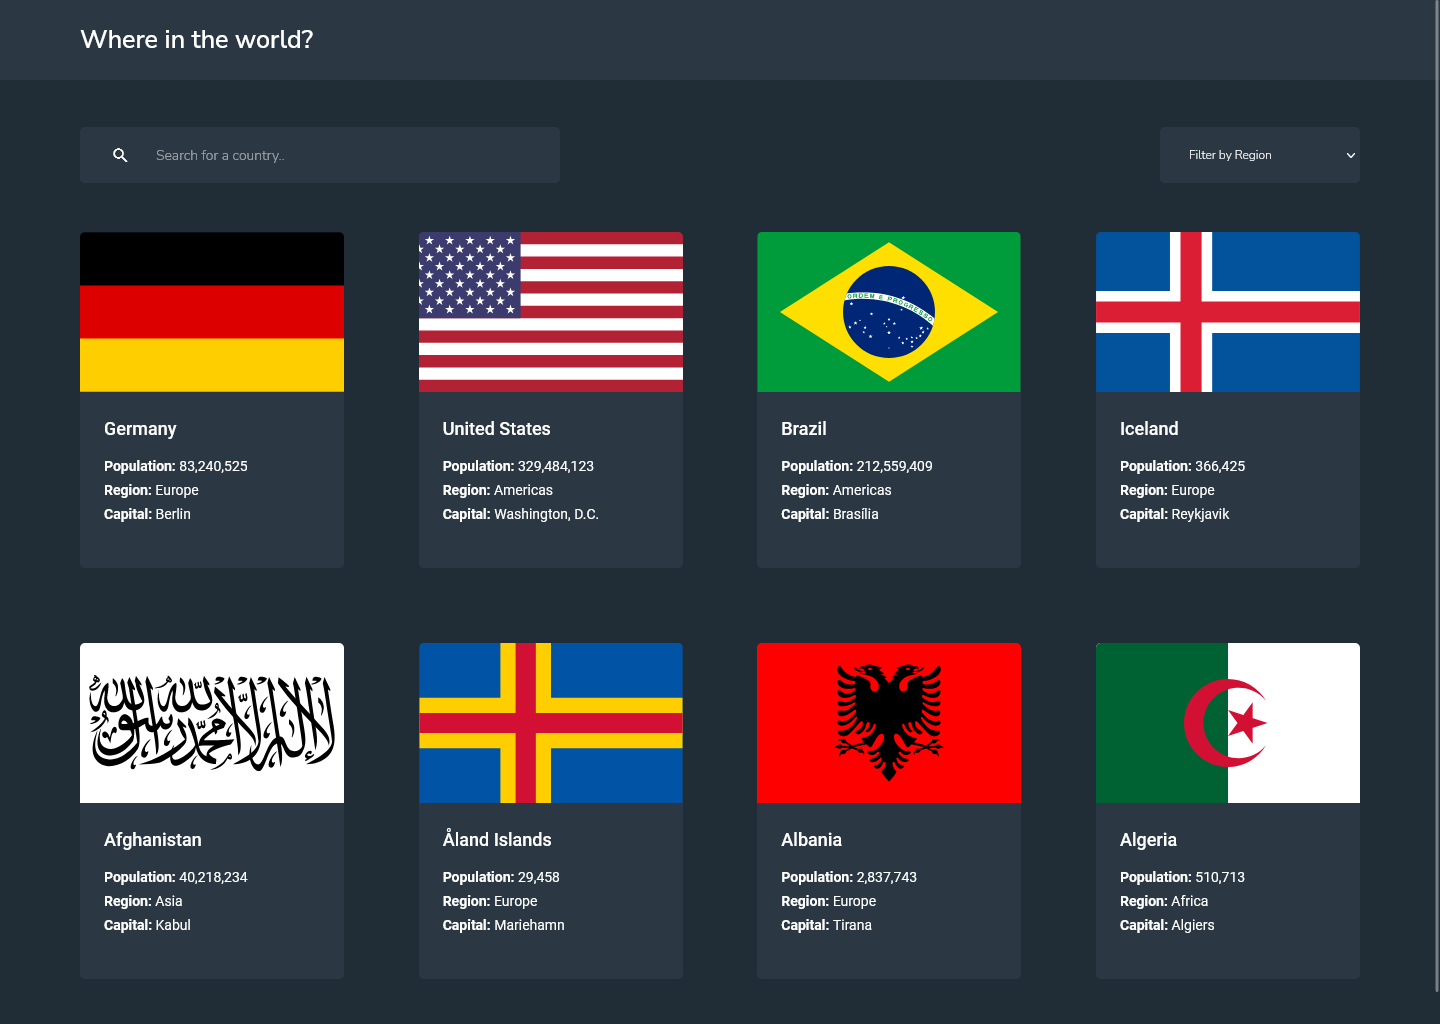 Where in the world?
Search for a country..
Filter by Region
ORDEM E PROGRESSO
Germany
Population: 83,240,525
Region: Europe
Capital: Berlin
United States
Population: 329,484,123
Region: Americas
Capital: Washington, D.C.
Brazil
Population: 212,559,409
Region: Americas
Capital: Brasília
Iceland
Population: 366,425
Region: Europe
Capital: Reykjavik
لا إله إلا الله محمد رسول الله
Afghanistan
Population: 40,218,234
Region: Asia
Capital: Kabul
Åland Islands
Population: 29,458
Region: Europe
Capital: Mariehamn
Albania
Population: 2,837,743
Region: Europe
Capital: Tirana
Algeria
Population: 510,713
Region: Africa
Capital: Algiers